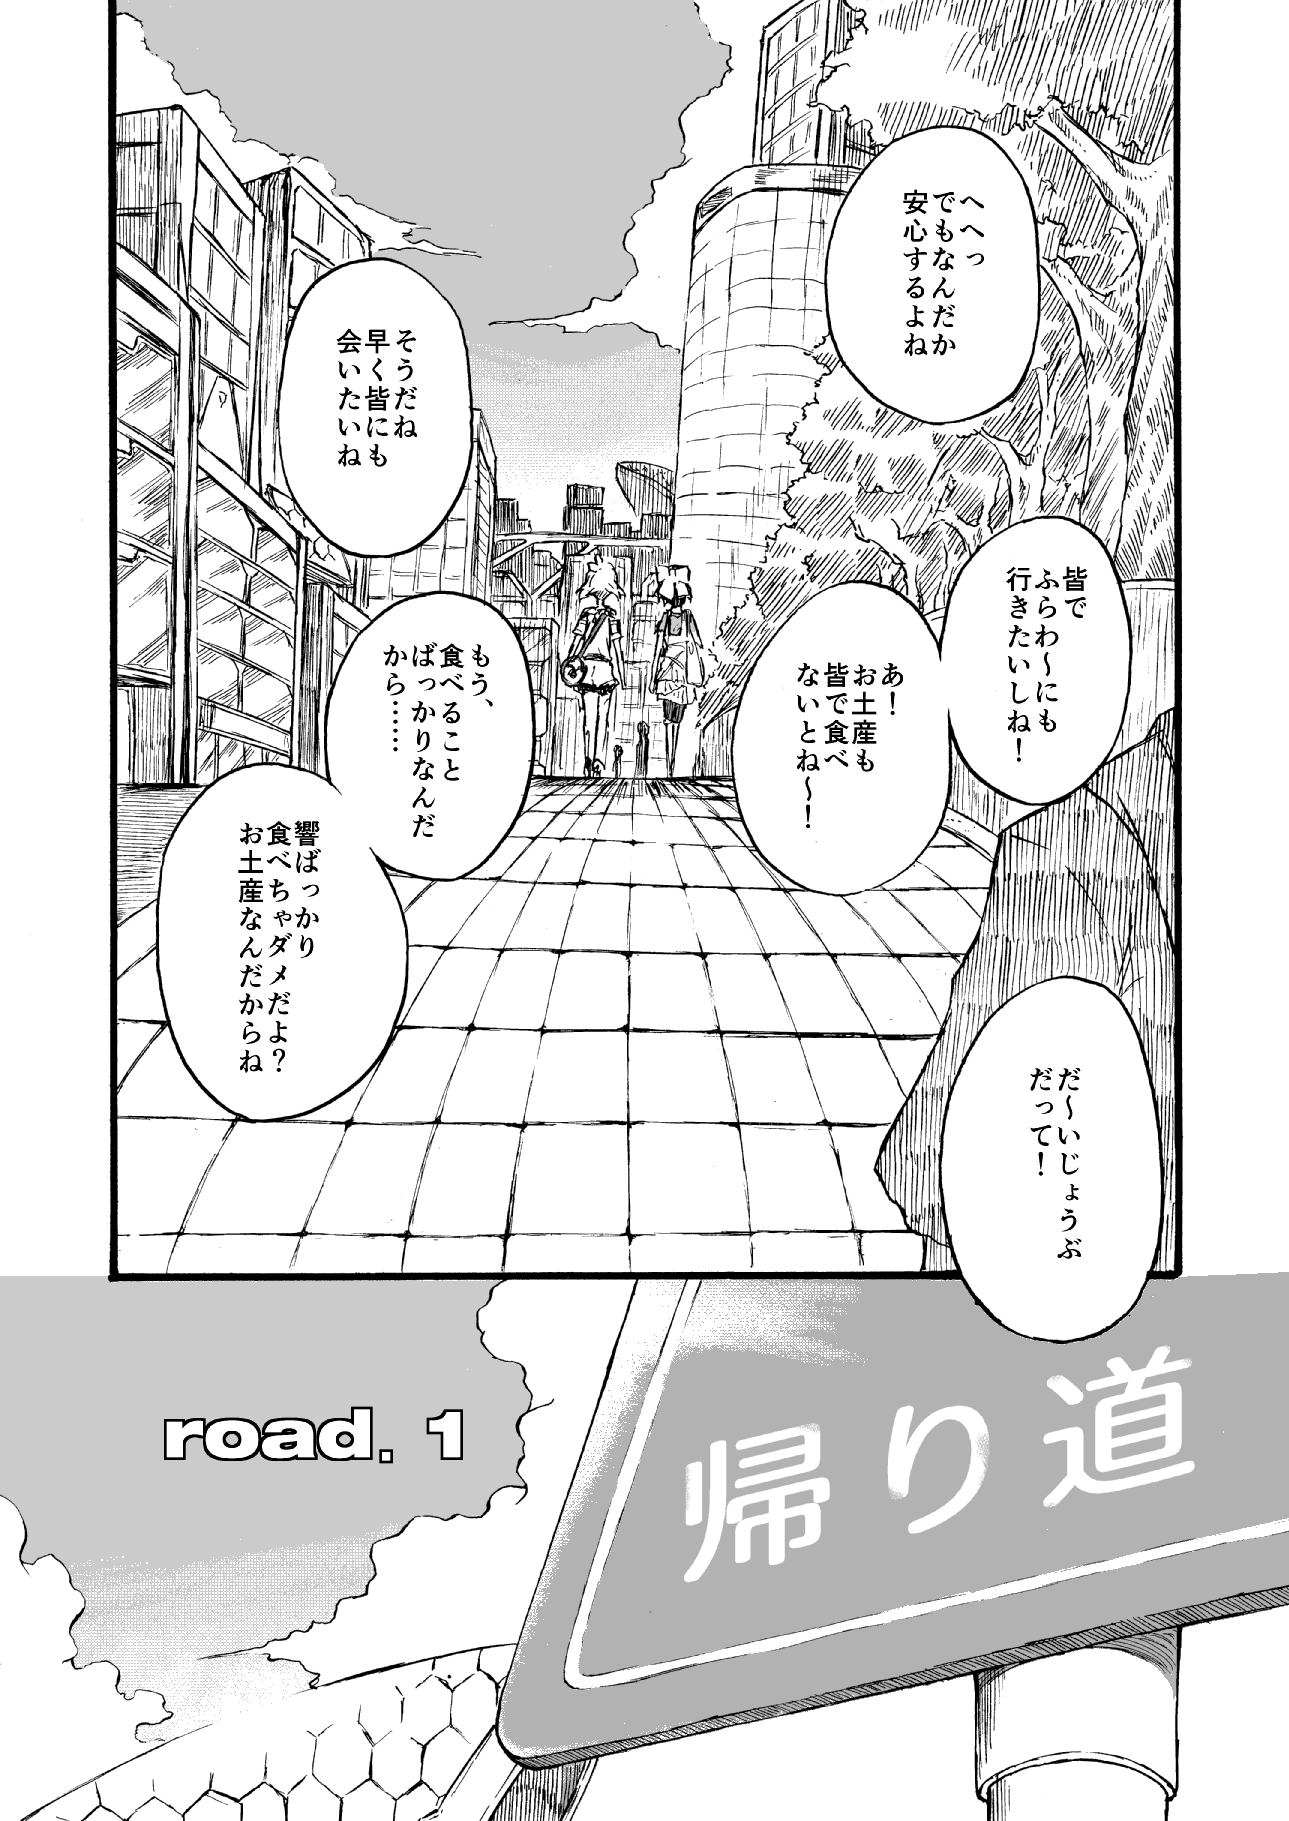 へへっ
でもなんだか
安心するよね
そうだね
早く皆にも
会いたいね
皆で
ふらわ～にも
行きたいしね！
あ！
お土産も
皆で食べ
ないとね～！
もう、
食べること
ばっかりなんだ
から……
響ばっかり
食べちゃダメだよ？
お土産なんだからね
だ～いじょうぶ
だって！
road. 1
帰り道